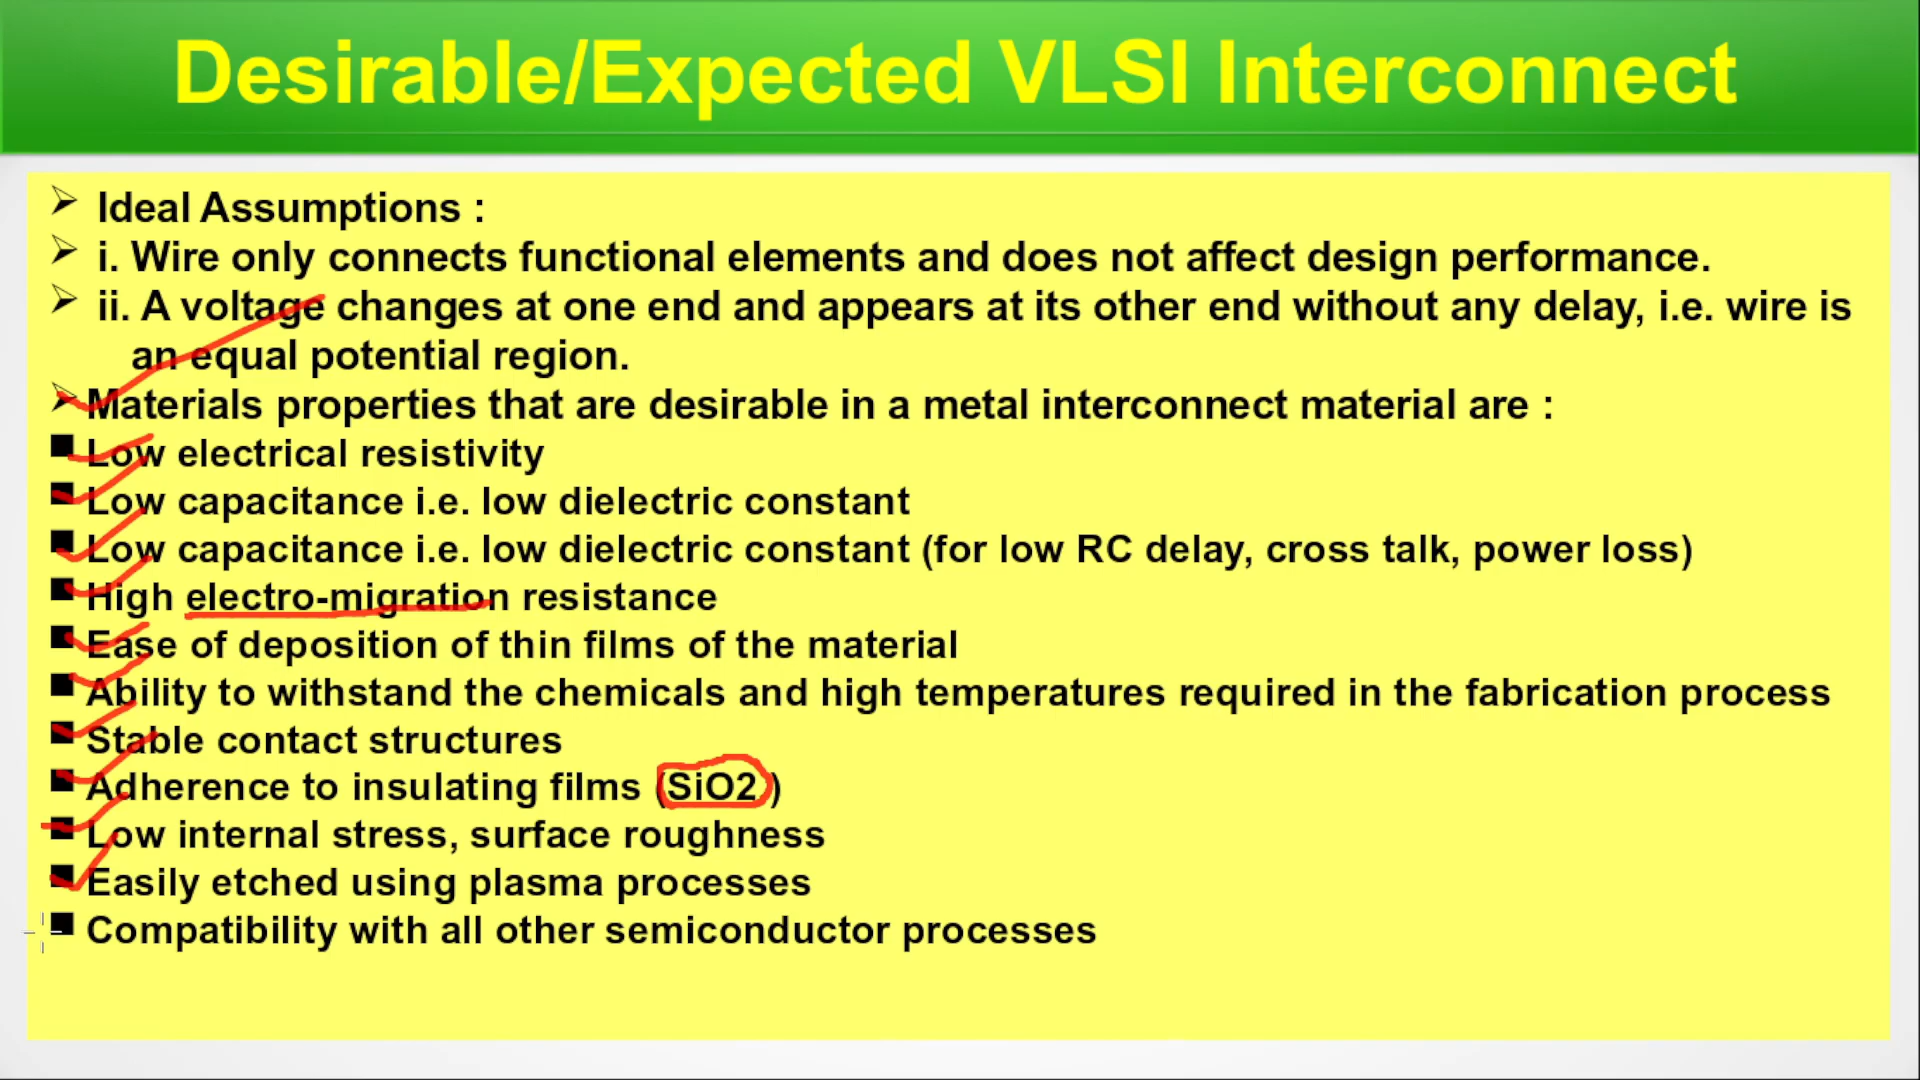 Desirable/Expected VLSI Interconnect
Ideal Assumptions :
i. Wire only connects functional elements and does not affect design performance.
ii. A voltage changes at one end and appears at its other end without any delay, i.e. wire is
an equal potential region.
Materials properties that are desirable in a metal interconnect material are :
Low electrical resistivity
Low capacitance i.e. low dielectric constant
Low capacitance i.e. low dielectric constant (for low RC delay, cross talk, power loss)
High electro-migration resistance
Ease of deposition of thin films of the material
Ability to withstand the chemicals and high temperatures required in the fabrication process
Stable contact structures
Adherence to insulating films (SiO2 )
Low internal stress, surface roughness
Easily etched using plasma processes
Compatibility with all other semiconductor processes